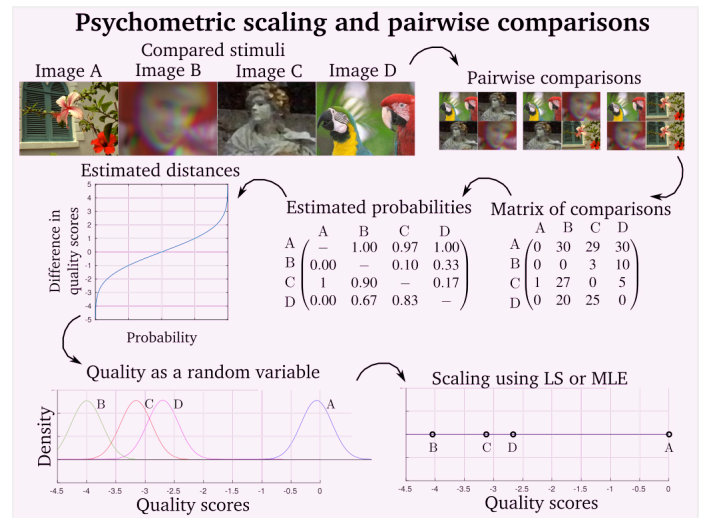 Psychometric scaling and pairwise comparisons
Compared stimuli
Image A Image B Image C Image D
Pairwise comparisons
Estimated distances
5
4
3
2
1
0
-1
-2
-3
-4
-5
Difference in
quality scores
Probability
Estimated probabilities
A B C D
A – 1.00 0.97 1.00
B 0.00 – 0.10 0.33
C 1 0.90 – 0.17
D 0.00 0.67 0.83 –
Matrix of comparisons
A B C D
A 0 30 29 30
B 0 0 3 10
C 1 27 0 5
D 0 20 25 0
Quality as a random variable
Density
B C D A
-4.5 -4 -3.5 -3 -2.5 -2 -1.5 -1 -0.5 0
Quality scores
Scaling using LS or MLE
B C D A
-4.5 -4 -3.5 -3 -2.5 -2 -1.5 -1 -0.5 0
Quality scores